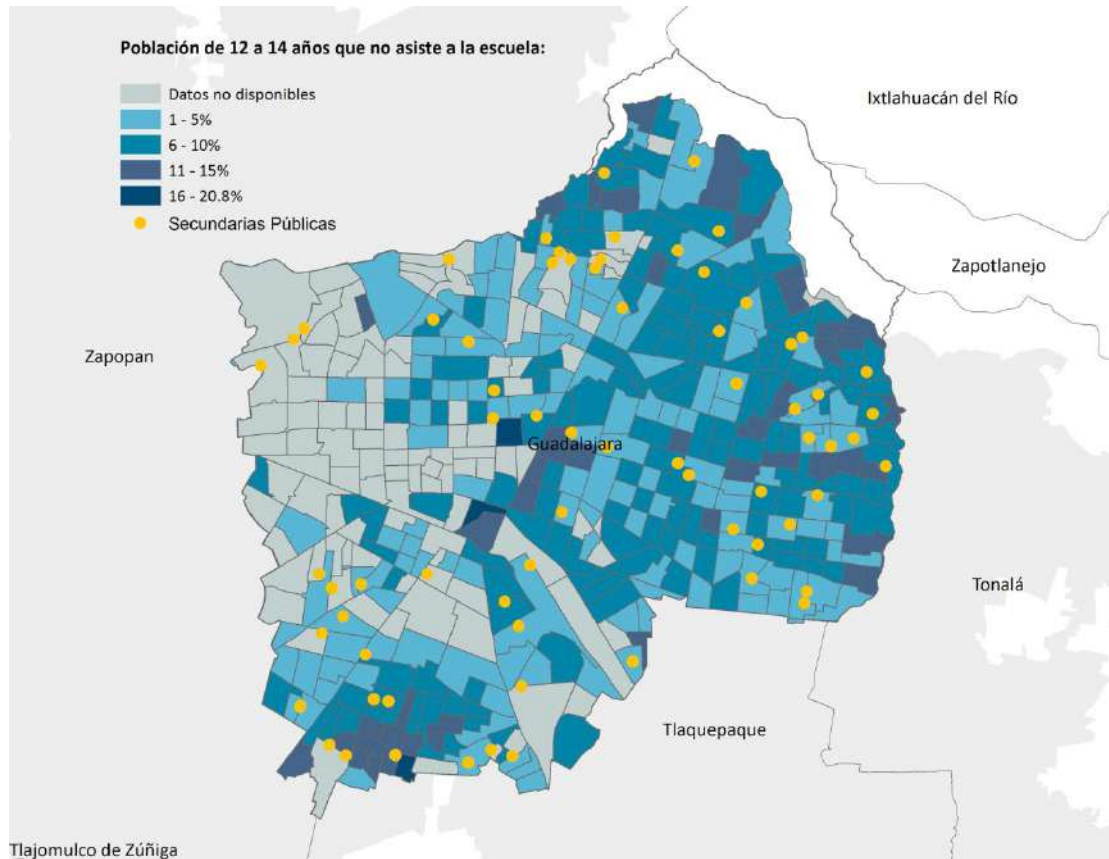 Población de 12 a 14 años que no asiste a la escuela:
Datos no disponibles
1 - 5%
6 - 10%
11 - 15%
16 - 20.8%
Secundarias Públicas
Ixtlahuacán del Río
Zapotlanejo
Zapopan
Guadalajara
Tonalá
Tlaquepaque
Tlajomulco de Zúñiga